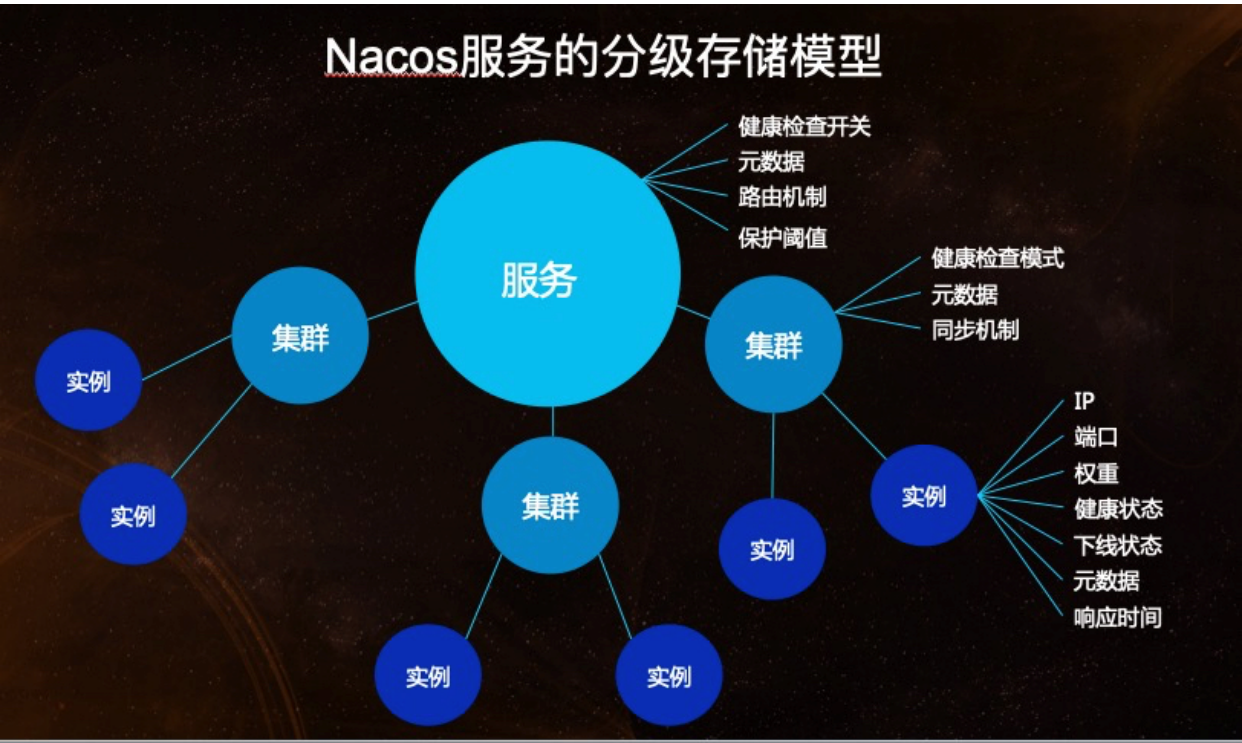 Nacos服务的分级存储模型
健康检查开关
元数据
路由机制
保护阈值
服务
健康检查模式
元数据
同步机制
集群
集群
实例
IP
端口
权重
健康状态
下线状态
元数据
响应时间
实例
集群
实例
实例
实例
实例